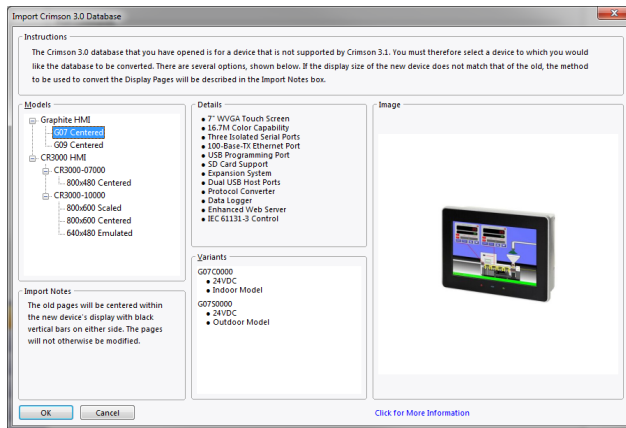 Import Crimson 3.0 Database
Instructions
The Crimson 3.0 database that you have opened is for a device that is not supported by Crimson 3.1. You must therefore select a device to which you would
like the database to be converted. There are several options, shown below. If the display size of the new device does not match that of the old, the method
to be used to convert the Display Pages will be described in the Import Notes box.
Models
Graphite HMI
G07 Centered
G09 Centered
CR3000 HMI
CR3000-07000
800x480 Centered
CR3000-10000
800x600 Scaled
800x600 Centered
640x480 Emulated
Import Notes
The old pages will be centered within
the new device's display with black
vertical bars on either side. The pages
will not otherwise be modified.
Details
• 7" WVGA Touch Screen
• 16.7M Color Capability
• Three Isolated Serial Ports
• 100-Base-TX Ethernet Port
• USB Programming Port
• SD Card Support
• Expansion System
• Dual USB Host Ports
• Protocol Converter
• Data Logger
• Enhanced Web Server
• IEC 61131-3 Control
Variants
G07C0000
• 24VDC
• Indoor Model
G07S0000
• 24VDC
• Outdoor Model
Image
OK
Cancel
Click for More Information